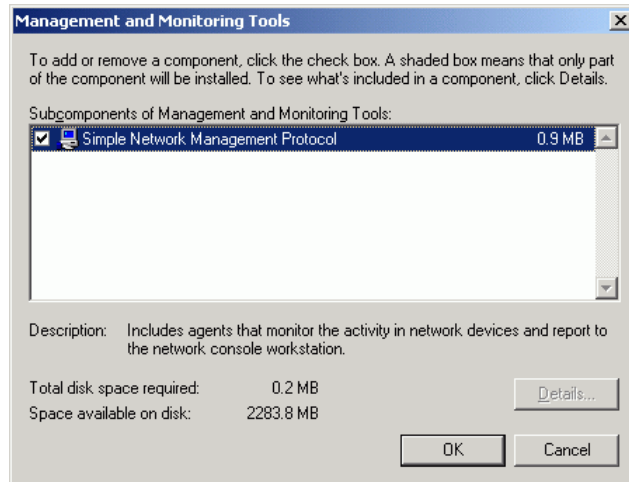 Management and Monitoring Tools
To add or remove a component, click the check box. A shaded box means that only part
of the component will be installed. To see what's included in a component, click Details.
Subcomponents of Management and Monitoring Tools:
Simple Network Management Protocol 0.9 MB
Description: Includes agents that monitor the activity in network devices and report to
the network console workstation.
Total disk space required: 0.2 MB
Details...
Space available on disk: 2283.8 MB
OK Cancel